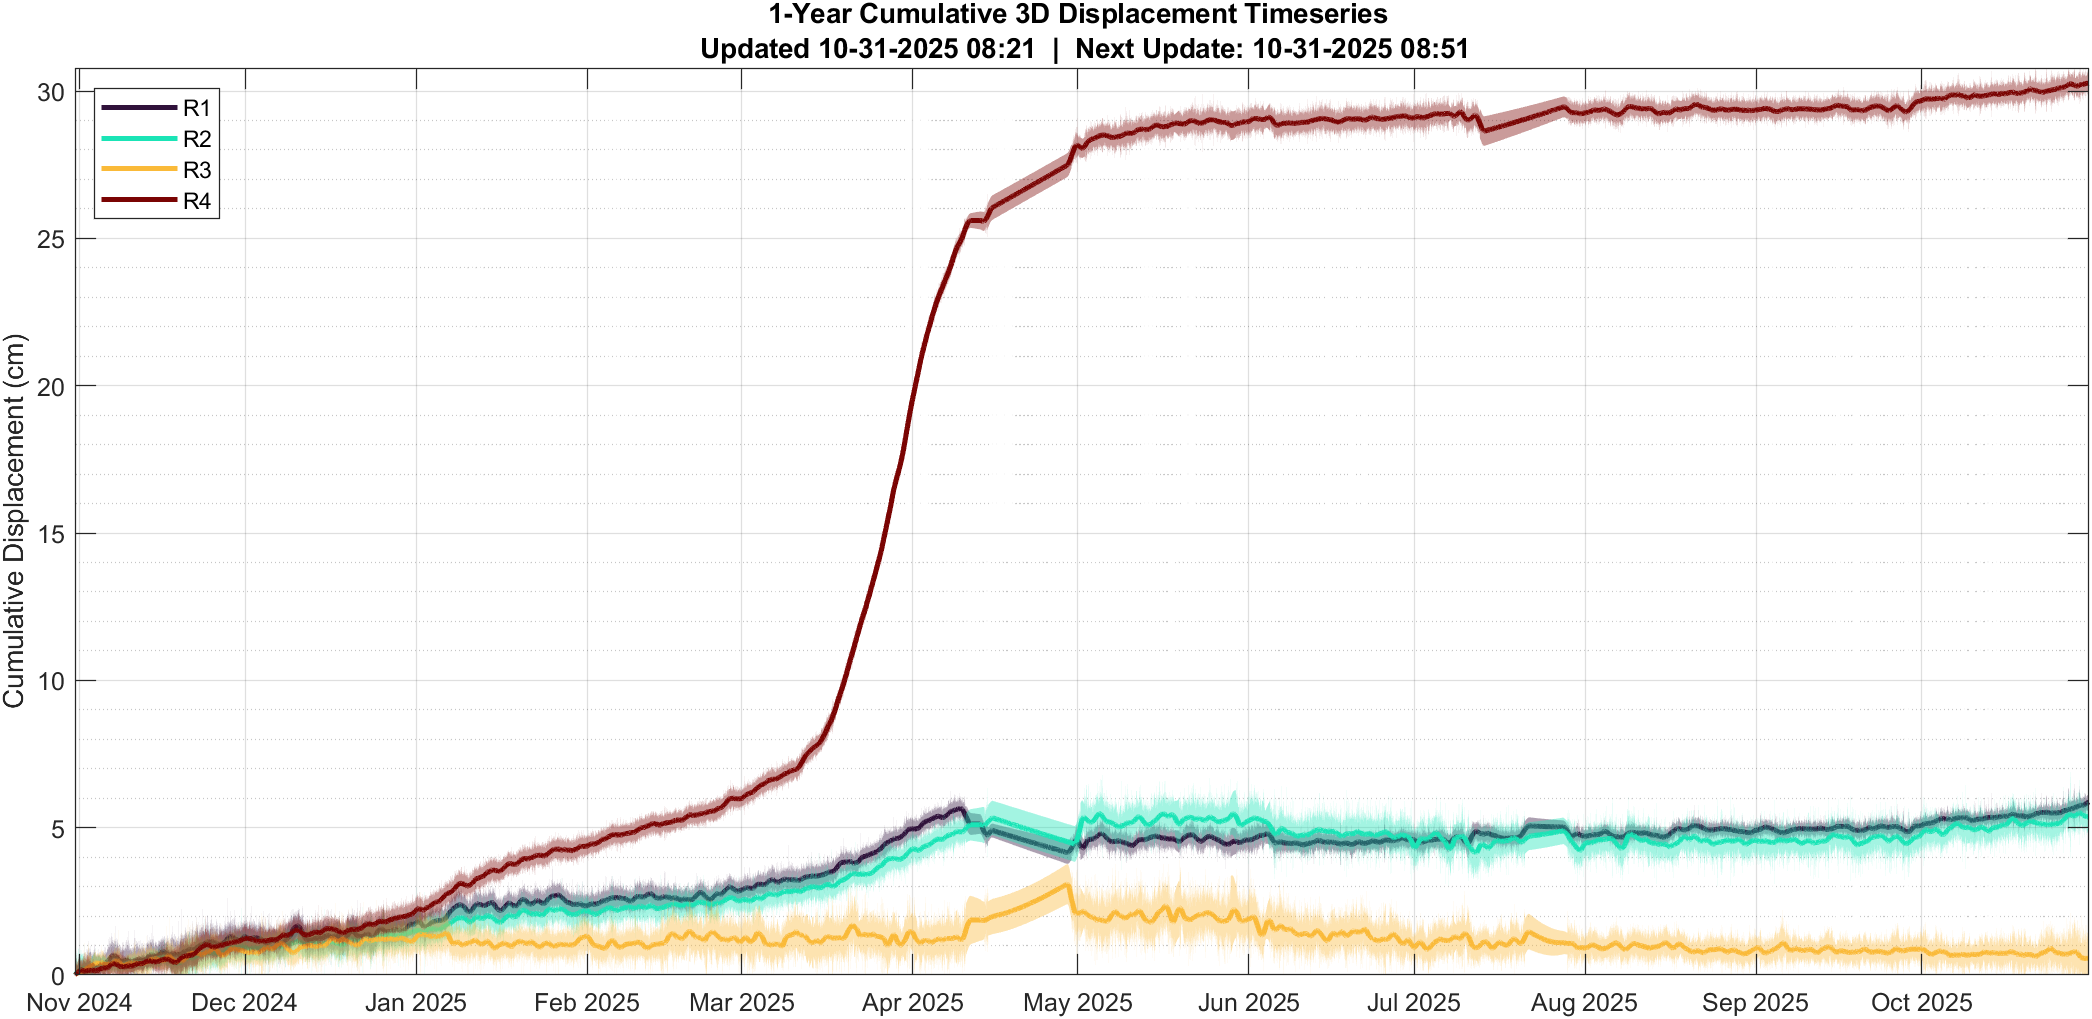 1-Year Cumulative 3D Displacement Timeseries
Updated 10-31-2025 08:21 | Next Update: 10-31-2025 08:51
R1
R2
R3
R4
Cumulative Displacement (cm)
30
25
20
15
10
5
0
Nov 2024 Dec 2024 Jan 2025 Feb 2025 Mar 2025 Apr 2025 May 2025 Jun 2025 Jul 2025 Aug 2025 Sep 2025 Oct 2025